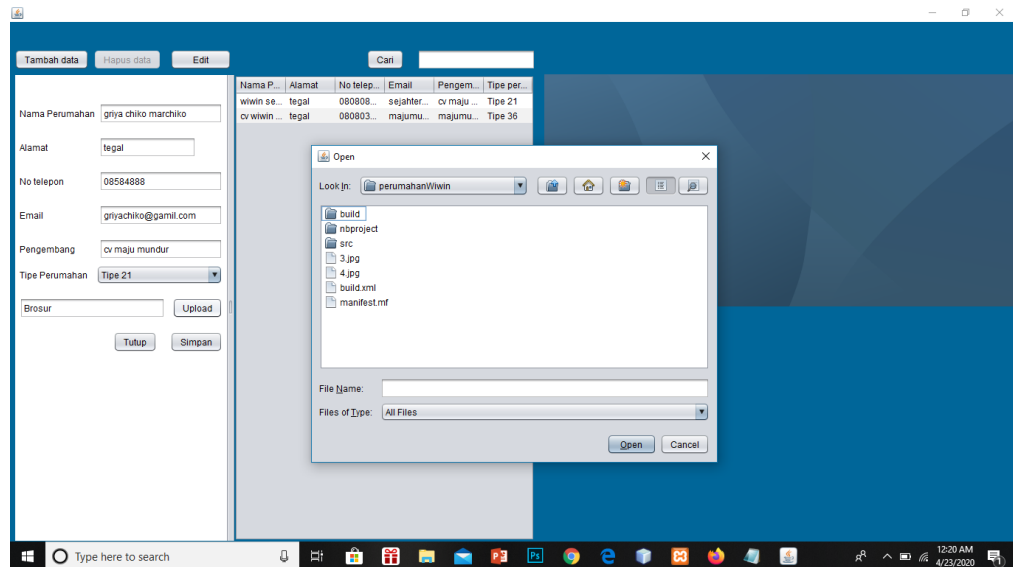 Tambah data Hapus data Edit Cari
Nama P... Alamat No telep... Email Pengem... Tipe per...
wiwin se... tegal 080808... sejahter... cv maju ... Tipe 21
cv wiwin ... tegal 080803... majumu... majumu... Tipe 36
Nama Perumahan griya chiko marchiko
Alamat tegal
No telepon 08584888
Email griyachiko@gamil.com
Pengembang cv maju mundur
Tipe Perumahan Tipe 21
Brosur Upload
Tutup Simpan
Open
Look In: perumahanWiwin
build
nbproject
src
3.jpg
4.jpg
build.xml
manifest.mf
File Name:
Files of Type: All Files
Open Cancel
Type here to search
12:20 AM
4/23/2020